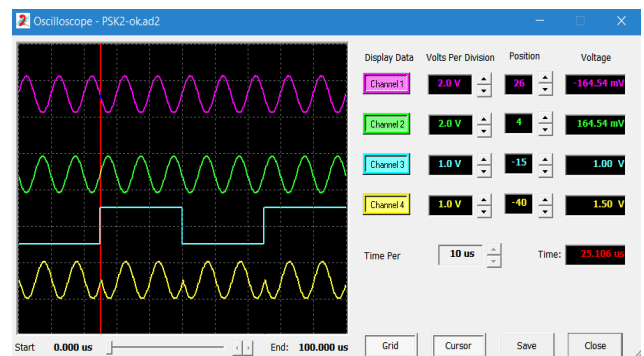 Oscilloscope - PSK2-ok.ad2
Display Data Volts Per Division Position Voltage
Channel 1 2.0 V 26 -164.54 mV
Channel 2 2.0 V 4 164.54 mV
Channel 3 1.0 V -15 1.00 V
Channel 4 1.0 V -40 1.50 V
Time Per 10 us Time: 25.106 us
Start 0.000 us End: 100.000 us Grid Cursor Save Close